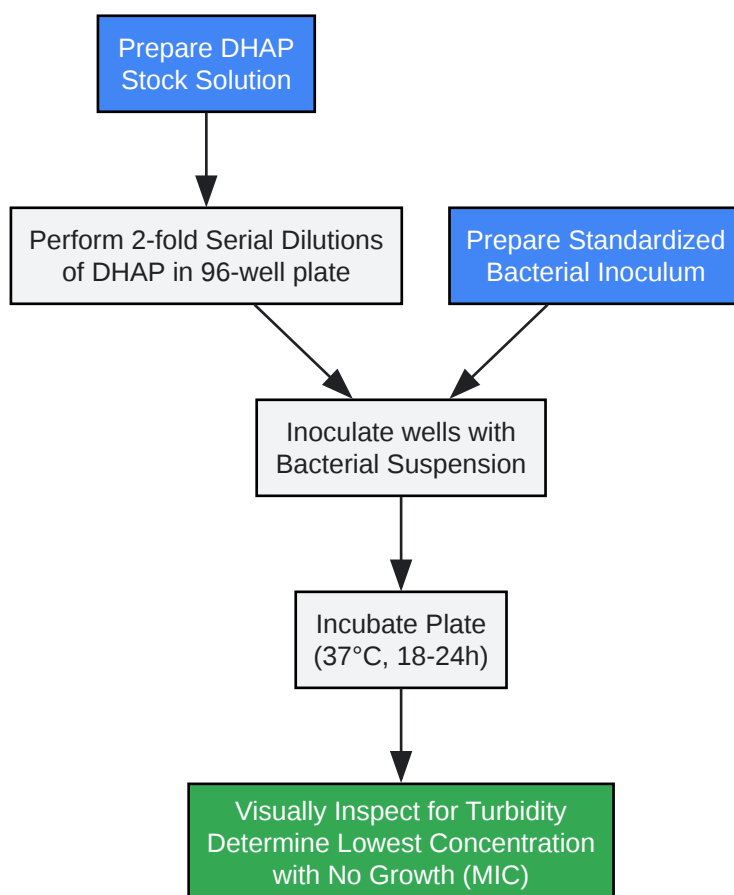 Prepare DHAP
Stock Solution
Perform 2-fold Serial Dilutions
of DHAP in 96-well plate
Prepare Standardized
Bacterial Inoculum
Inoculate wells with
Bacterial Suspension
Incubate Plate
(37°C, 18-24h)
Visually Inspect for Turbidity
Determine Lowest Concentration
with No Growth (MIC)